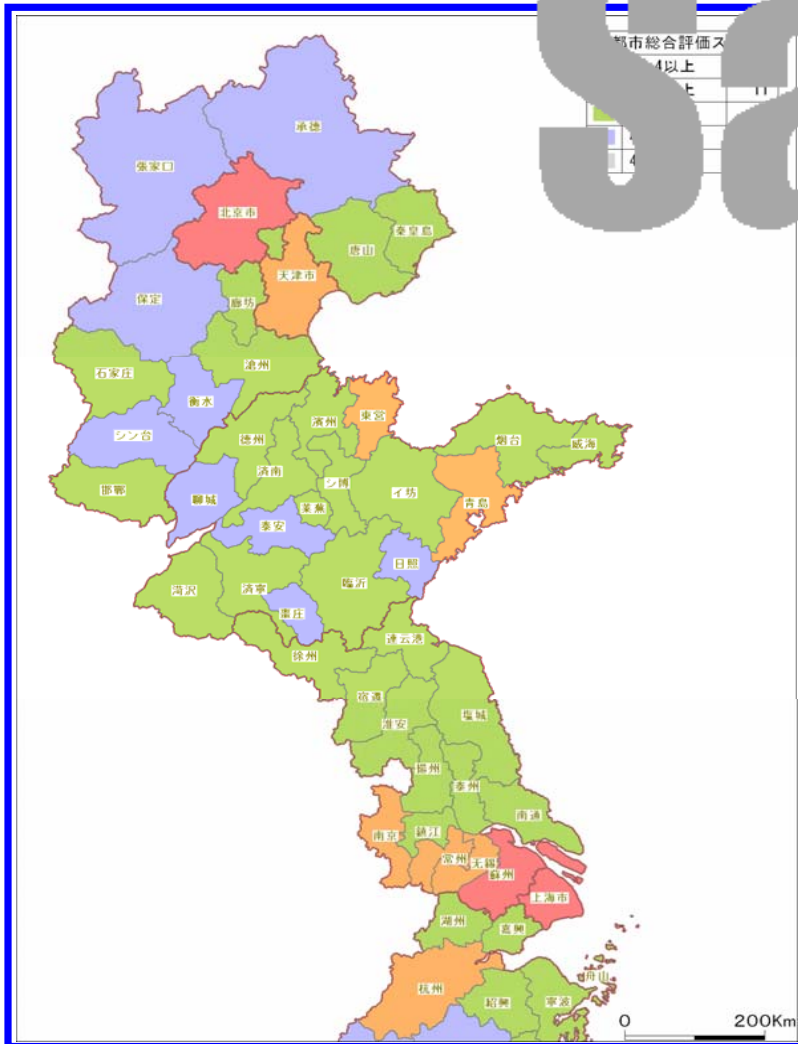 Sa
都市総合評価ス
4以上
上 11
4
承徳
張家口
北京市
秦皇島
唐山
天津市
保定
廊坊
石家庄
滄州
衡水
東営
濱州
烟台
威海
徳州
シン台
済南
シ博
イ坊
邯鄲
聊城
莱蕪
青島
泰安
日照
菏沢
済寧
臨沂
棗庄
連云港
徐州
宿遷
塩城
淮安
揚州
泰州
南通
南京
鎮江
常州
无錫
蘇州
上海市
湖州
嘉興
舟山
杭州
紹興
寧波
0 200Km